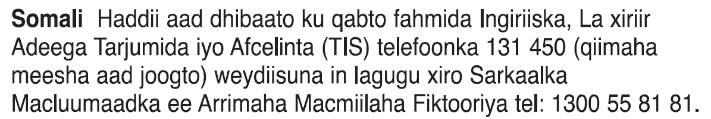 Somali Haddii aad dhibaato ku qabto fahmida Ingiriiska, La xiriir
Adeega Tarjumida iyo Afcelinta (TIS) telefoonka 131 450 (qiimaha
meesha aad joogto) weydiisuna in lagugu xiro Sarkaalka
Macluumaadka ee Arrimaha Macmiilaha Fiktooriya tel: 1300 55 81 81.